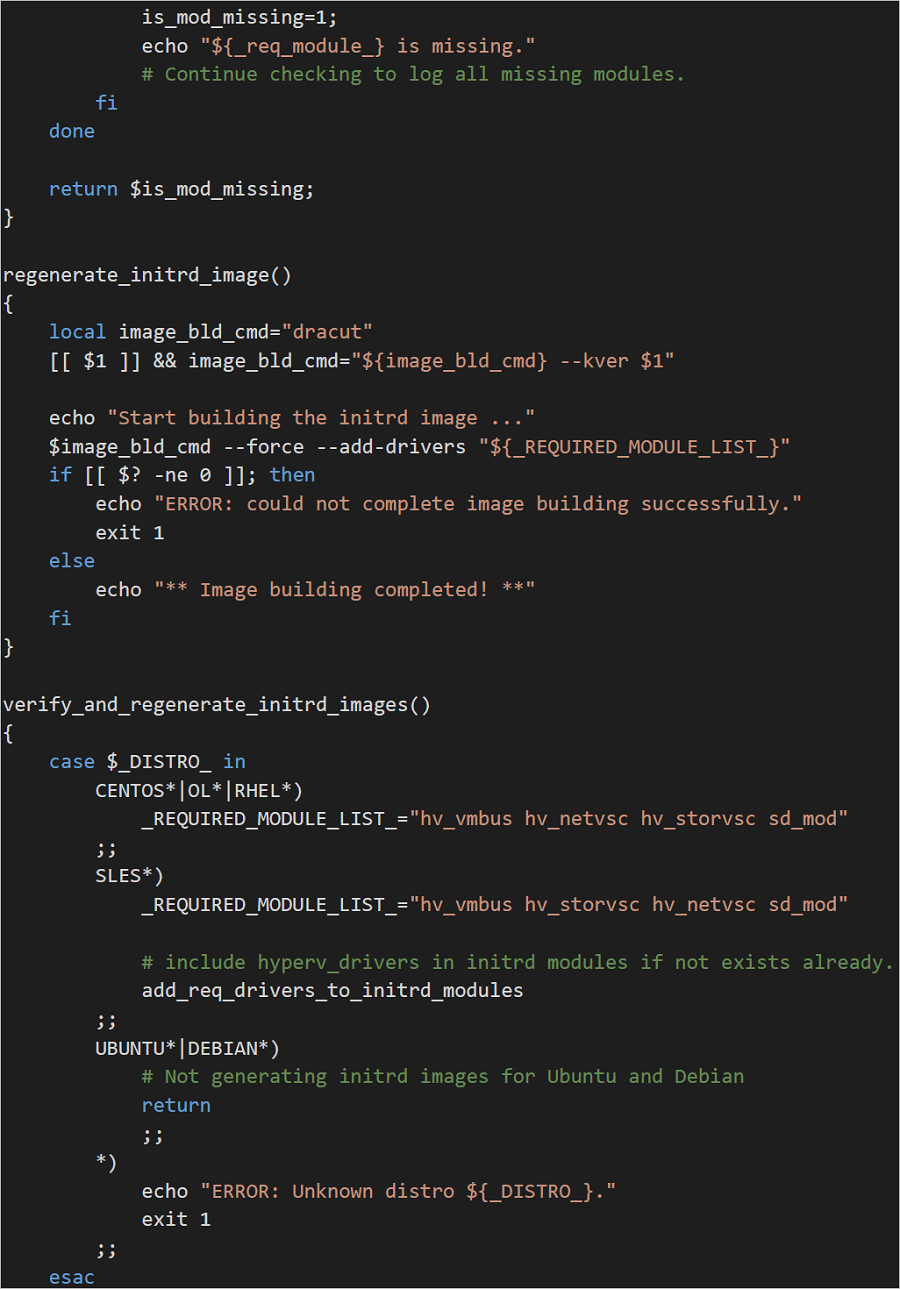 is_mod_missing=1;
            echo "${_req_module_} is missing."
            # Continue checking to log all missing modules.
        fi
    done

    return $is_mod_missing;
}

regenerate_initrd_image()
{
    local image_bld_cmd="dracut"
    [[ $1 ]] && image_bld_cmd="${image_bld_cmd} --kver $1"

    echo "Start building the initrd image ..."
    $image_bld_cmd --force --add-drivers "${_REQUIRED_MODULE_LIST_}"
    if [[ $? -ne 0 ]]; then
        echo "ERROR: could not complete image building successfully."
        exit 1
    else
        echo "** Image building completed! **"
    fi
}

verify_and_regenerate_initrd_images()
{
    case $_DISTRO_ in
        CENTOS*|OL*|RHEL*)
            _REQUIRED_MODULE_LIST_="hv_vmbus hv_netvsc hv_storvsc sd_mod"
        ;;
        SLES*)
            _REQUIRED_MODULE_LIST_="hv_vmbus hv_storvsc hv_netvsc sd_mod"

            # include hyperv_drivers in initrd modules if not exists already.
            add_req_drivers_to_initrd_modules
        ;;
        UBUNTU*|DEBIAN*)
            # Not generating initrd images for Ubuntu and Debian
            return
            ;;
        *)
            echo "ERROR: Unknown distro ${_DISTRO_}."
            exit 1
        ;;
    esac